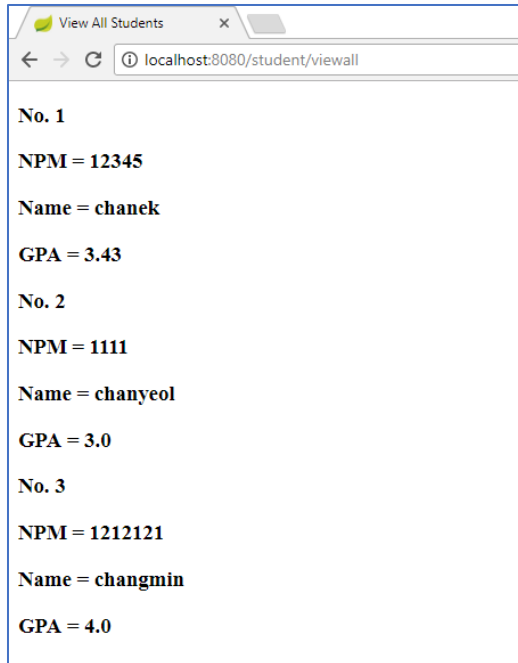 View All Students
localhost:8080/student/viewall
No. 1
NPM = 12345
Name = chanek
GPA = 3.43
No. 2
NPM = 1111
Name = chanyeol
GPA = 3.0
No. 3
NPM = 1212121
Name = changmin
GPA = 4.0